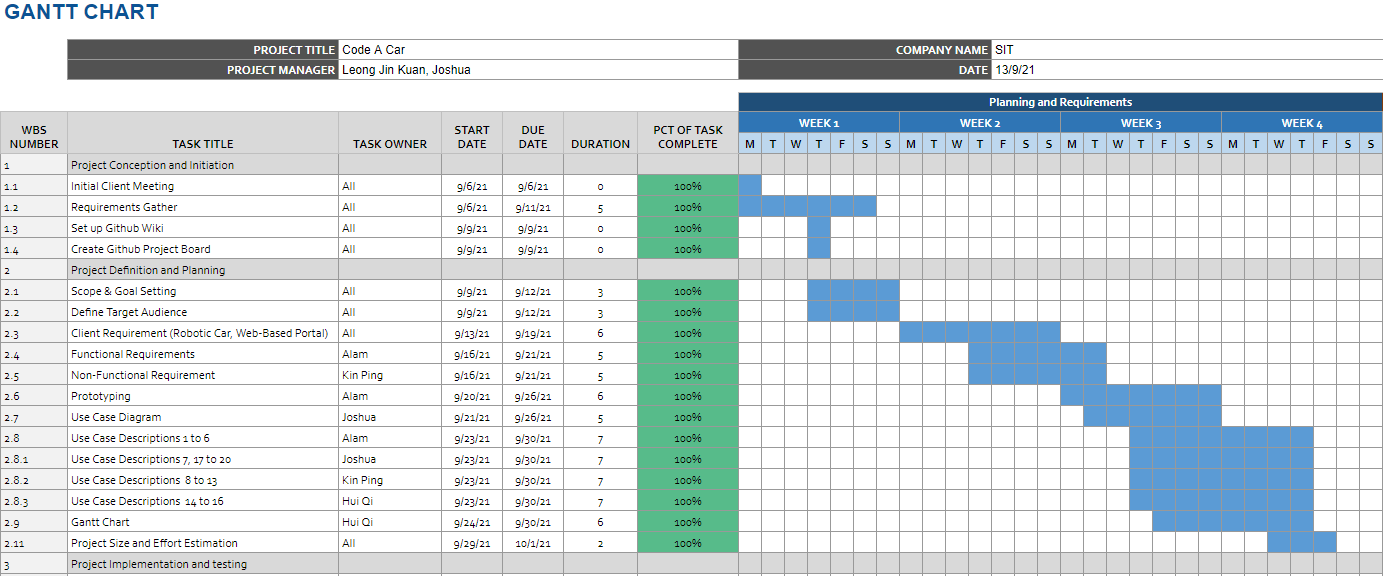 GANTT CHART
PROJECT TITLE Code A Car COMPANY NAME SIT
PROJECT MANAGER Leong Jin Kuan, Joshua DATE 13/9/21
Planning and Requirements
WEEK 1 WEEK 2 WEEK 3 WEEK 4
WBS NUMBER TASK TITLE TASK OWNER START DATE DUE DATE DURATION PCT OF TASK COMPLETE M T W T F S S M T W T F S S M T W T F S S M T W T F S S
1 Project Conception and Initiation
1.1 Initial Client Meeting All 9/6/21 9/6/21 0 100%
1.2 Requirements Gather All 9/6/21 9/11/21 5 100%
1.3 Set up Github Wiki All 9/9/21 9/9/21 0 100%
1.4 Create Github Project Board All 9/9/21 9/9/21 0 100%
2 Project Definition and Planning
2.1 Scope & Goal Setting All 9/9/21 9/12/21 3 100%
2.2 Define Target Audience All 9/9/21 9/12/21 3 100%
2.3 Client Requirement (Robotic Car, Web-Based Portal) All 9/13/21 9/19/21 6 100%
2.4 Functional Requirements Alam 9/16/21 9/21/21 5 100%
2.5 Non-Functional Requirement Kin Ping 9/16/21 9/21/21 5 100%
2.6 Prototyping Alam 9/20/21 9/26/21 6 100%
2.7 Use Case Diagram Joshua 9/21/21 9/26/21 5 100%
2.8 Use Case Descriptions 1 to 6 Alam 9/23/21 9/30/21 7 100%
2.8.1 Use Case Descriptions 7, 17 to 20 Joshua 9/23/21 9/30/21 7 100%
2.8.2 Use Case Descriptions 8 to 13 Kin Ping 9/23/21 9/30/21 7 100%
2.8.3 Use Case Descriptions 14 to 16 Hui Qi 9/23/21 9/30/21 7 100%
2.9 Gantt Chart Hui Qi 9/24/21 9/30/21 6 100%
2.11 Project Size and Effort Estimation All 9/29/21 10/1/21 2 100%
3 Project Implementation and testing